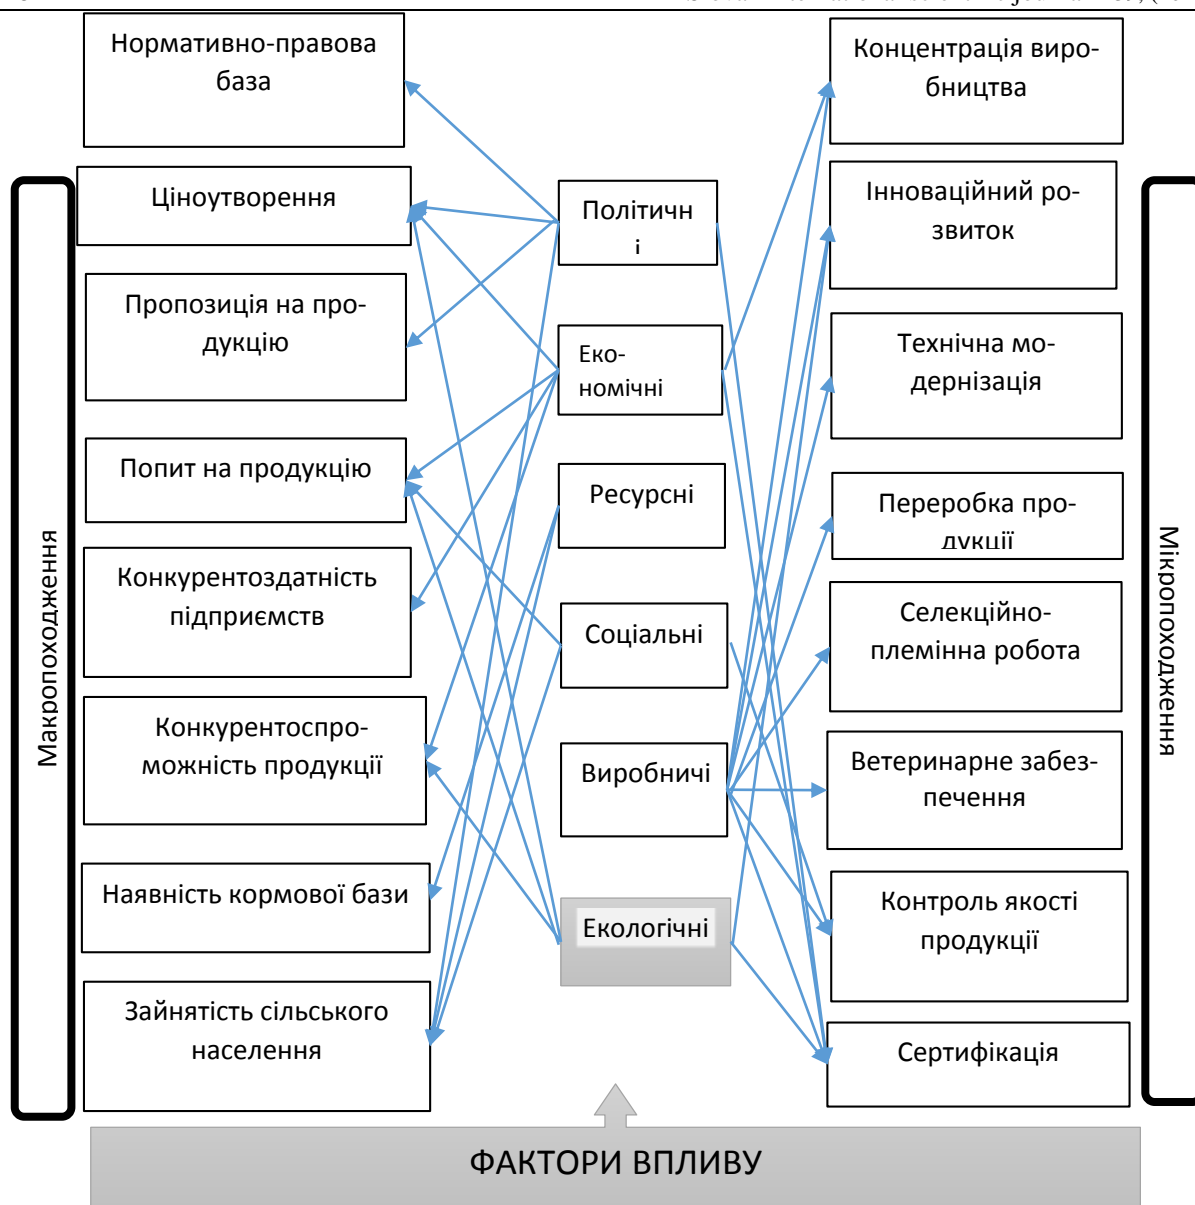 Нормативно-правова
база
Ціноутворення
Пропозиція на про-
дукцію
Попит на продукцію
Конкурентоздатність
підприємств
Конкурентоспро-
можність продукції
Наявність кормової бази
Зайнятість сільського
населення
Макропоходження
Політичн
і
Еко-
номічні
Ресурсні
Соціальні
Виробничі
Екологічні
Концентрація виро-
бництва
Інноваційний ро-
звиток
Технічна мо-
дернізація
Переробка про-
дукції
Селекційно-
племінна робота
Ветеринарне забез-
печення
Контроль якості
продукції
Сертифікація
Мікропоходження
ФАКТОРИ ВПЛИВУ